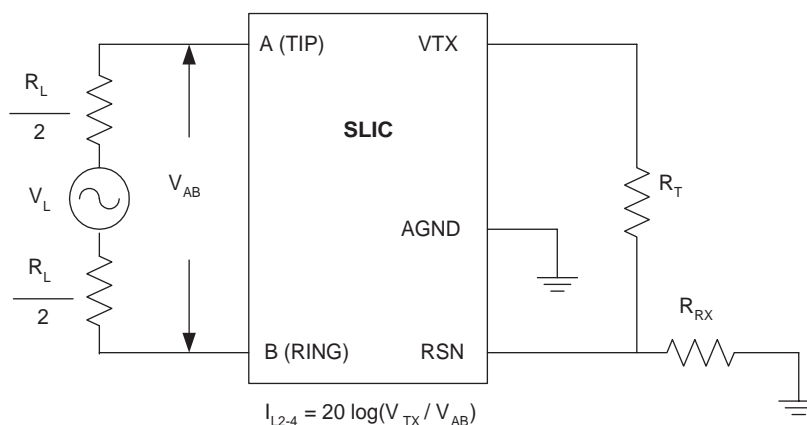 A (TIP) VTX
R_L
2
SLIC
V_L
V_AB
R_T
AGND
R_L
2
R_RX
B (RING) RSN
I_L2-4 = 20 log(V_TX / V_AB)